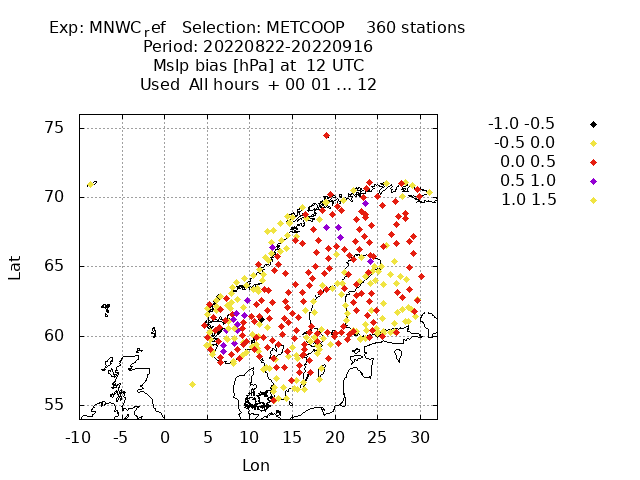 Exp: MNWCref Selection: METCOOP 360 stations
Period: 20220822-20220916
Mslp bias [hPa] at 12 UTC
Used All hours + 00 01 ... 12
-1.0 -0.5
-0.5 0.0
0.0 0.5
0.5 1.0
1.0 1.5
75
70
65
60
55
Lat
-10 -5 0 5 10 15 20 25 30
Lon